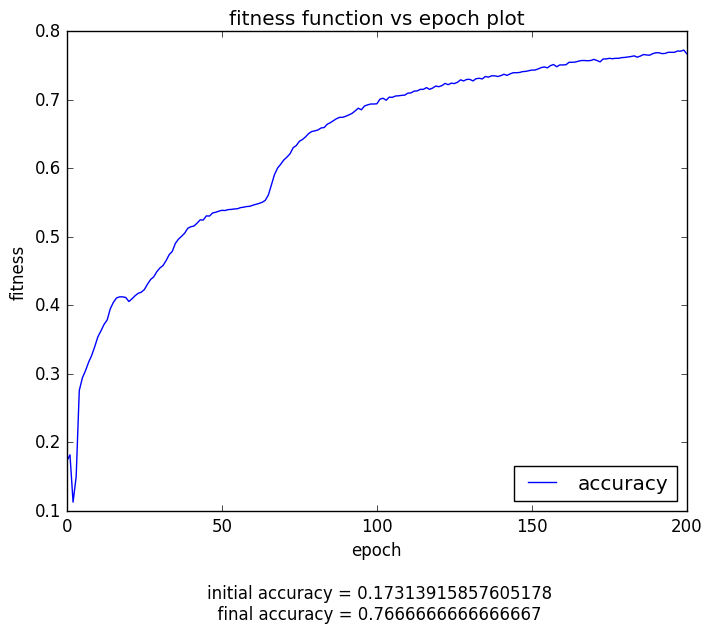 fitness function vs epoch plot
0.8
0.7
0.6
0.5
0.4
0.3
0.2
0.1
fitness
accuracy
0 50 100 150 200
epoch
initial accuracy = 0.17313915857605178
final accuracy = 0.7666666666666667